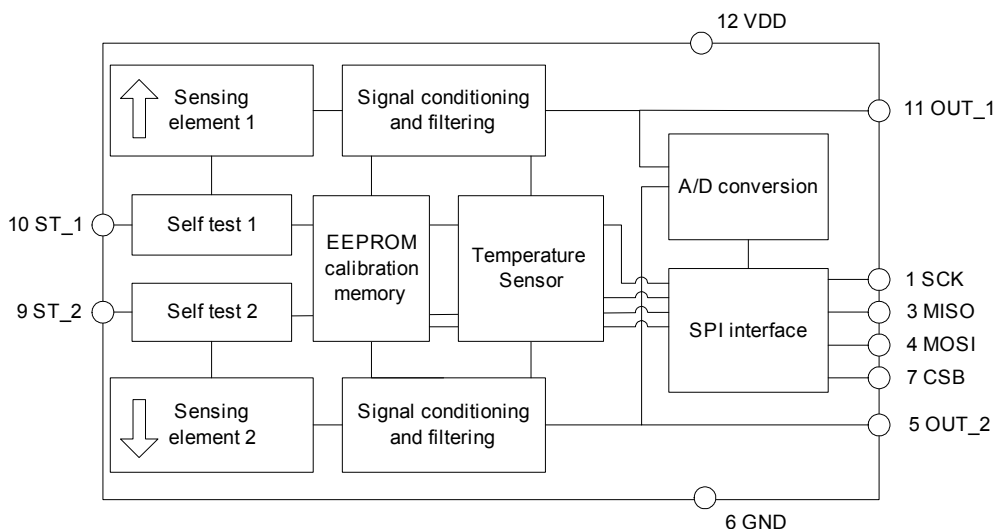 12 VDD
Sensing
element 1
Signal conditioning
and filtering
11 OUT_1
A/D conversion
10 ST_1
Self test 1
EEPROM
calibration
memory
Temperature
Sensor
9 ST_2
Self test 2
SPI interface
1 SCK
3 MISO
4 MOSI
7 CSB
Sensing
element 2
Signal conditioning
and filtering
5 OUT_2
6 GND